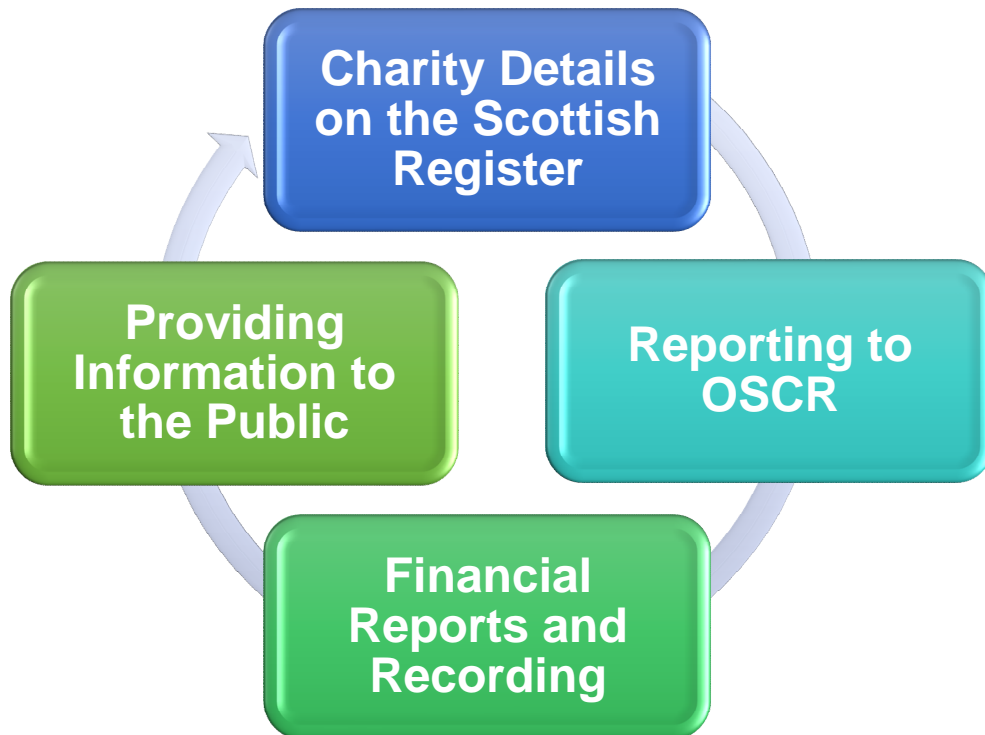 Charity Details
on the Scottish
Register
Reporting to
OSCR
Financial
Reports and
Recording
Providing
Information to
the Public